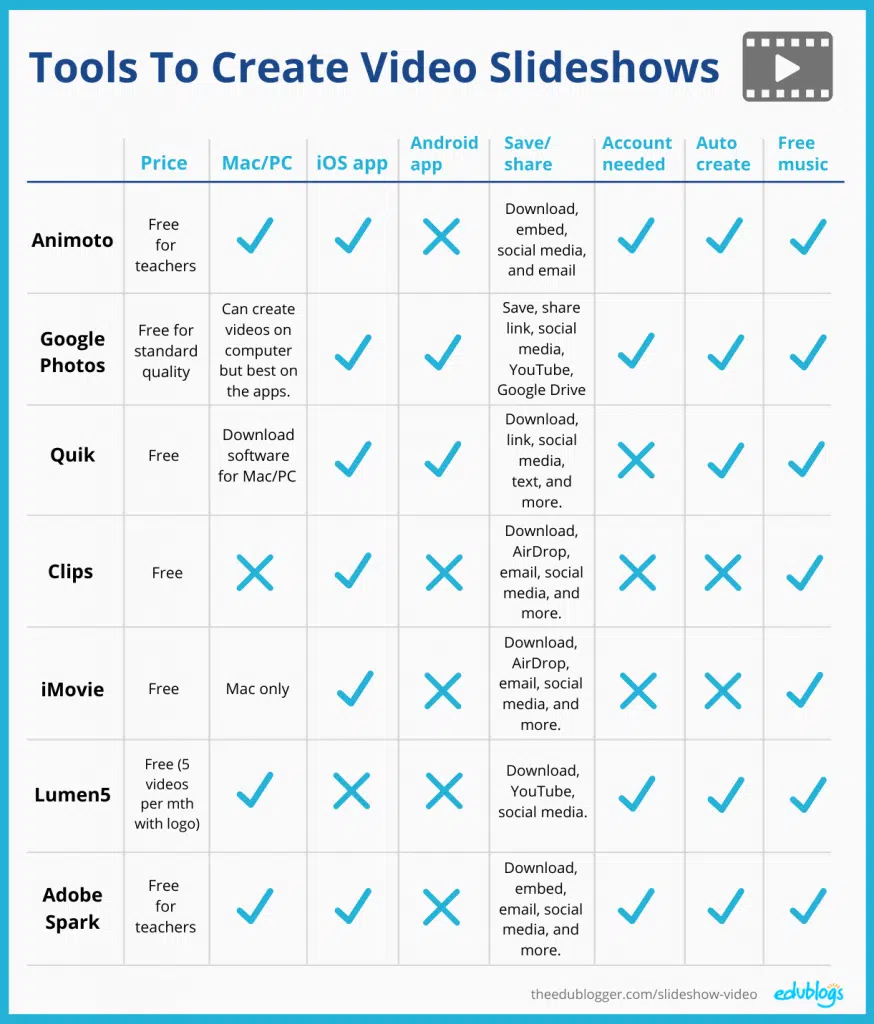 Tools To Create Video Slideshows
Price
Mac/PC
iOS app
Android
app
Save/
share
Account
needed
Auto
create
Free
music
Animoto
Free
for
teachers
Download,
embed,
social media,
and email
Google
Photos
Free for
standard
quality
Can create
videos on
computer
but best on
the apps.
Save, share
link, social
media,
YouTube,
Google Drive
Quik
Free
Download
software
for Mac/PC
Download,
link, social
media,
text, and
more.
Clips
Free
Download,
AirDrop,
email, social
media, and
more.
iMovie
Free
Mac only
Download,
AirDrop,
email, social
media, and
more.
Lumen5
Free (5
videos
per mth
with logo)
Download,
YouTube,
social media.
Adobe
Spark
Free
for
teachers
Download,
embed,
email, social
media, and
more.
theedublogger.com/slideshow-video
edublogs